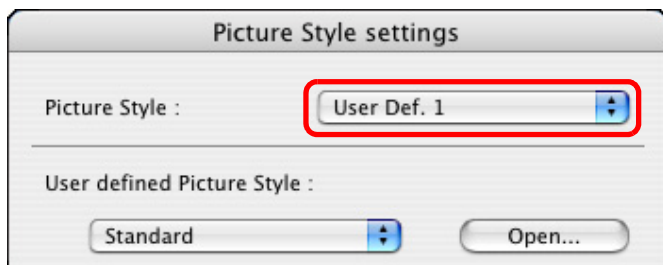 Picture Style settings
Picture Style : User Def. 1
User defined Picture Style :
Standard Open...